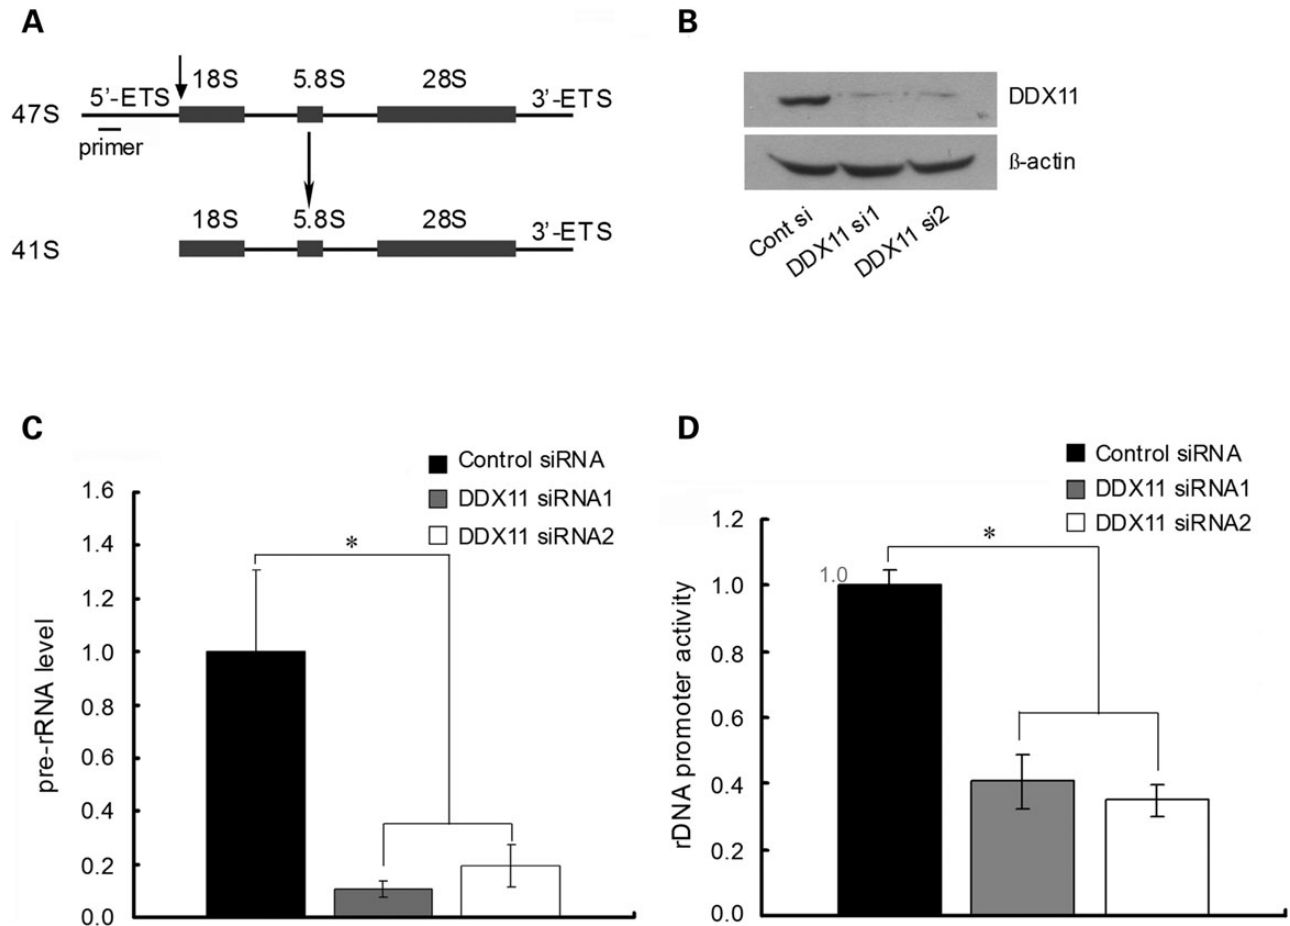 A
18S 5.8S 28S
5'-ETS 3'-ETS
47S
primer
18S 5.8S 28S
3'-ETS
41S
B
DDX11
ß-actin
Cont si
DDX11 si1
DDX11 si2
C
Control siRNA
DDX11 siRNA1
DDX11 siRNA2
*
pre-rRNA level
1.6
1.4
1.2
1.0
0.8
0.6
0.4
0.2
0.0
D
Control siRNA
DDX11 siRNA1
DDX11 siRNA2
*
1.0
rDNA promoter activity
1.2
1.0
0.8
0.6
0.4
0.2
0.0